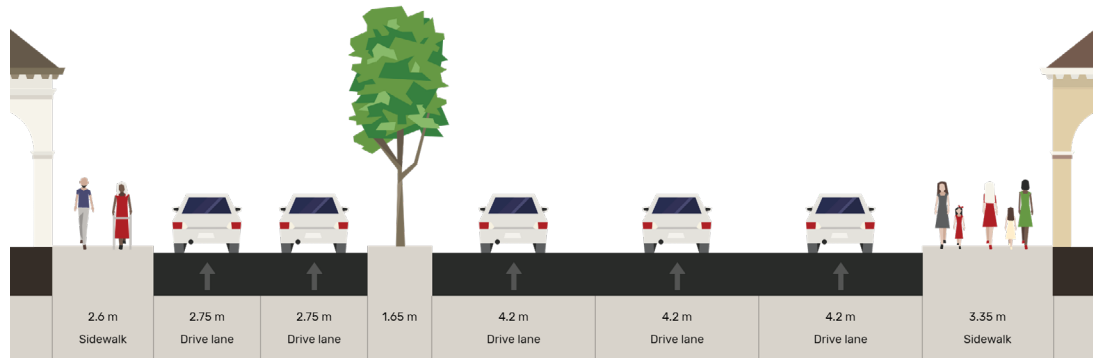 2.6 m
Sidewalk
2.75 m
Drive lane
2.75 m
Drive lane
1.65 m
4.2 m
Drive lane
4.2 m
Drive lane
4.2 m
Drive lane
3.35 m
Sidewalk